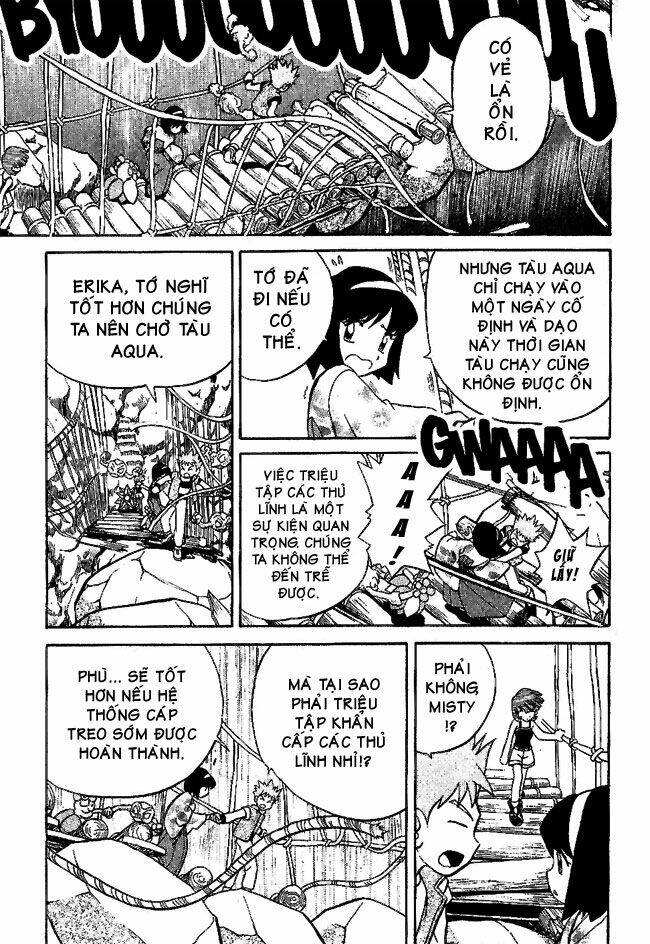 BYUUUUUUUUUUUU
CÓ
VẺ
LÀ
ỔN
RỒI.
NHƯNG TÀU AQUA
CHỈ CHẠY VÀO
MỘT NGÀY CỐ
ĐỊNH VÀ DẠO
NÀY THỜI GIAN
TÀU CHẠY CŨNG
KHÔNG ĐƯỢC ỔN
ĐỊNH.
TỚ ĐÃ
ĐI NẾU
CÓ
THỂ.
ERIKA, TỚ NGHĨ
TỐT HƠN CHÚNG
TA NÊN CHỞ TÀU
AQUA.
GWAAAA
GIỮ
LẤY!
AAA!
VIỆC TRIỆU
TẬP CÁC THỦ
LĨNH LÀ MỘT
SỰ KIỆN QUAN
TRỌNG CHÚNG
TA KHÔNG THỂ
ĐẾN TRỄ
ĐƯỢC.
PHẢI
KHÔNG,
MISTY
!?
MÀ TẠI SAO
PHẢI TRIỆU
TẬP KHẨN
CẤP CÁC THỦ
LĨNH NHỈ!?
PHÙ... SẼ TỐT
HƠN NẾU HỆ
THỐNG CÁP
TREO SỚM ĐƯỢC
HOÀN THÀNH.